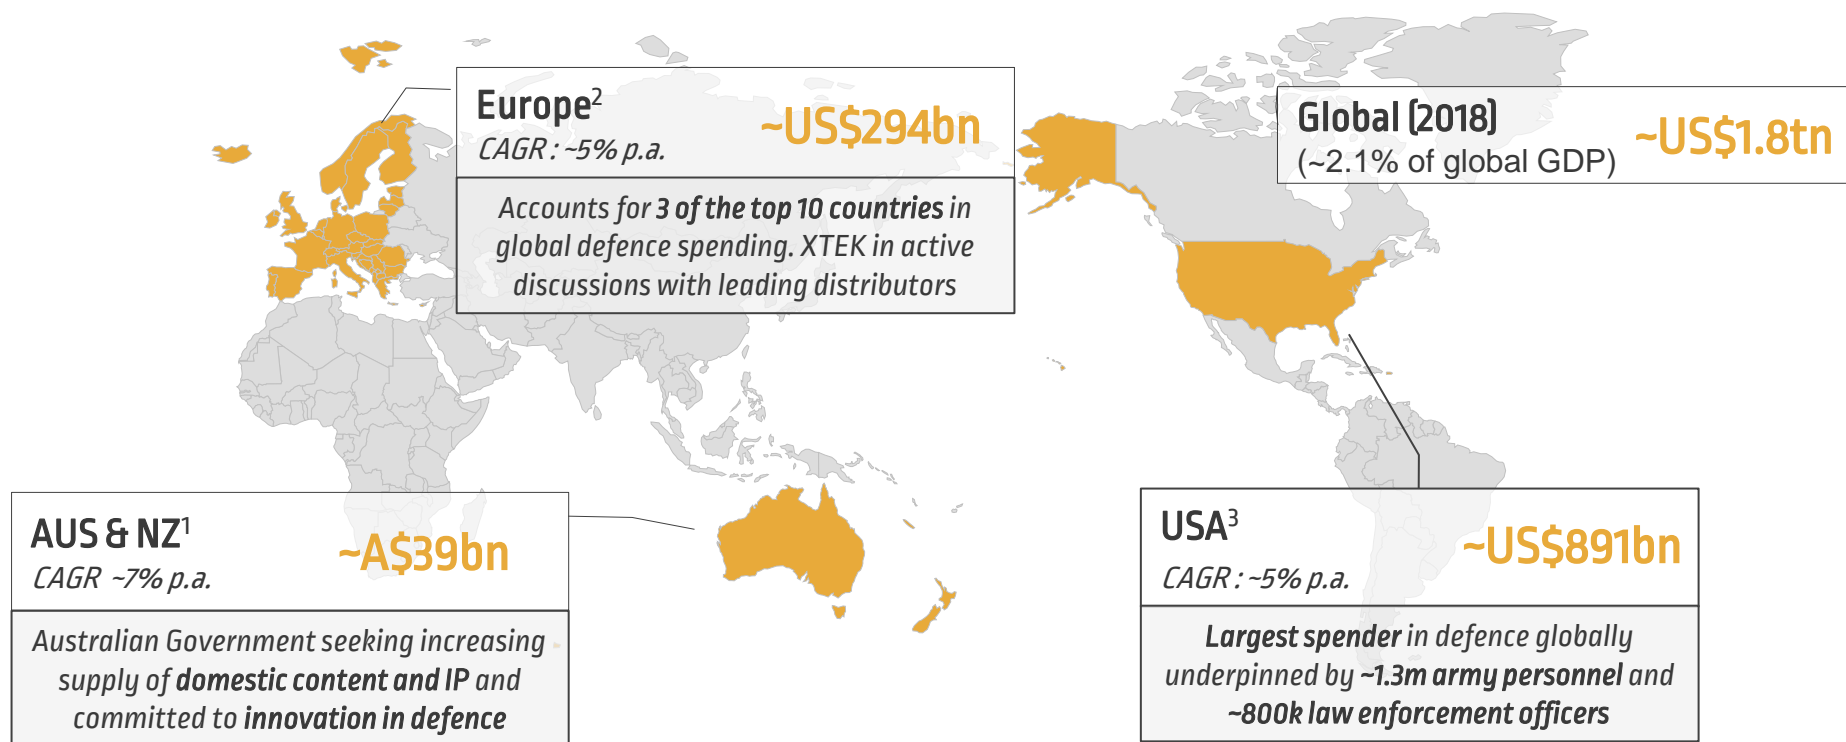 Europe²
CAGR : ~5% p.a.
~US$294bn
Accounts for 3 of the top 10 countries in
global defence spending. XTEK in active
discussions with leading distributors
Global (2018)
(~2.1% of global GDP)
~US$1.8tn
AUS & NZ¹
CAGR ~7% p.a.
~A$39bn
Australian Government seeking increasing
supply of domestic content and IP and
committed to innovation in defence
USA³
CAGR : ~5% p.a.
~US$891bn
Largest spender in defence globally
underpinned by ~1.3m army personnel and
~800k law enforcement officers